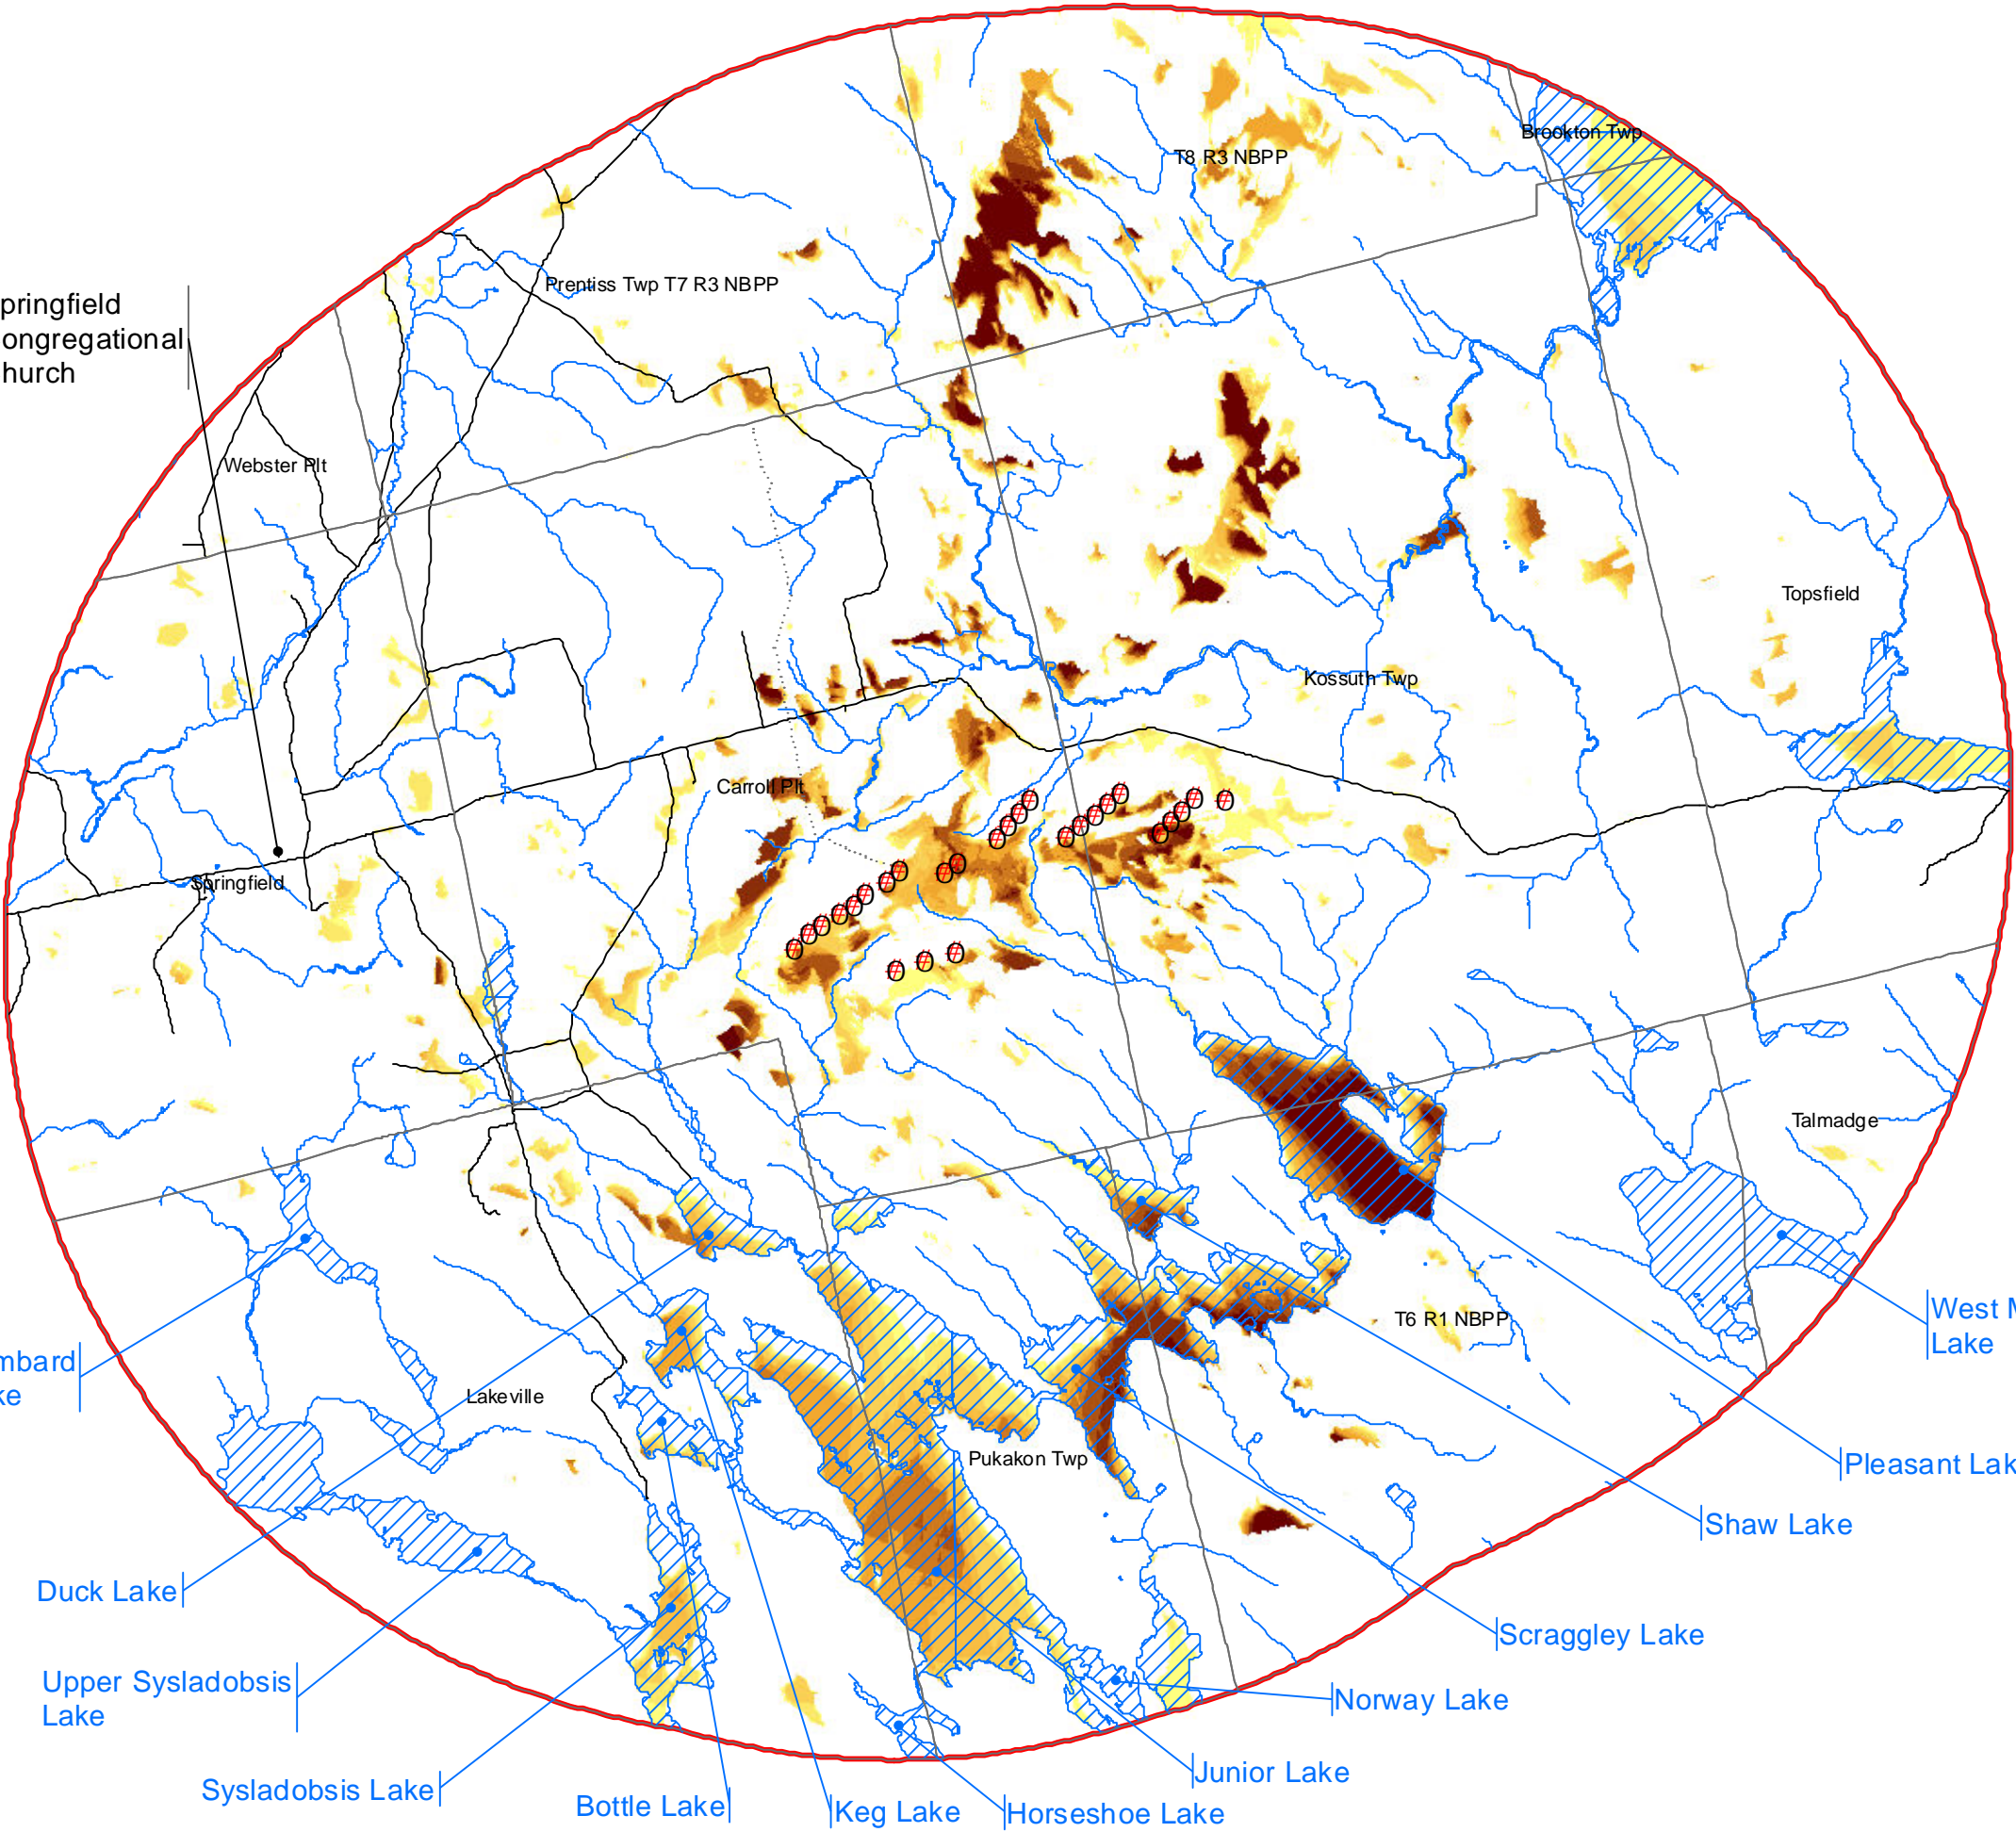 Brookton Twp
T8 R3 NBPP
Prentiss Twp T7 R3 NBPP
pringfield
ongregational
hurch
Webster Plt
Topsfield
Kossuth Twp
Carroll Plt
Springfield
Talmadge
T6 R1 NBPP
West M
Lake
mbard
ke
Lakeville
Pukakon Twp
Pleasant Lak
Shaw Lake
Duck Lake
Scraggley Lake
Upper Sysladobsis
Lake
Norway Lake
Junior Lake
Sysladobsis Lake
Bottle Lake
Keg Lake
Horseshoe Lake